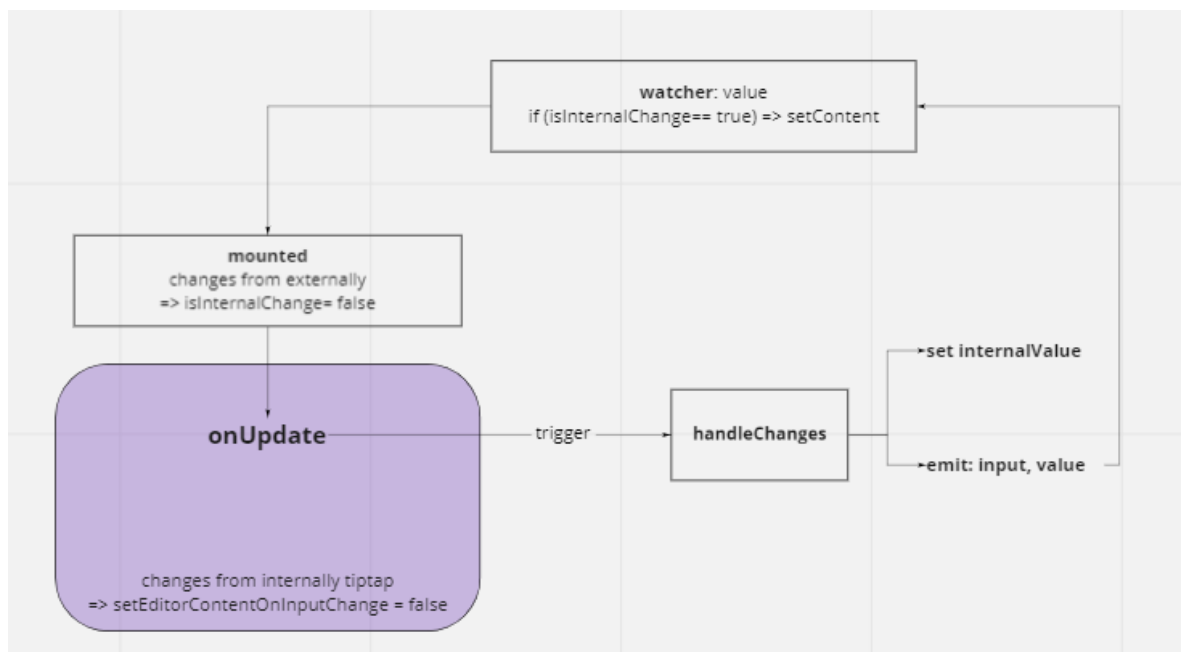 watcher: value
if (isInternalChange== true) => setContent
mounted
changes from externally
=> isInternalChange= false
onUpdate
trigger
handleChanges
set internalValue
emit: input, value
changes from internally tiptap
=> setEditorContentOnInputChange = false